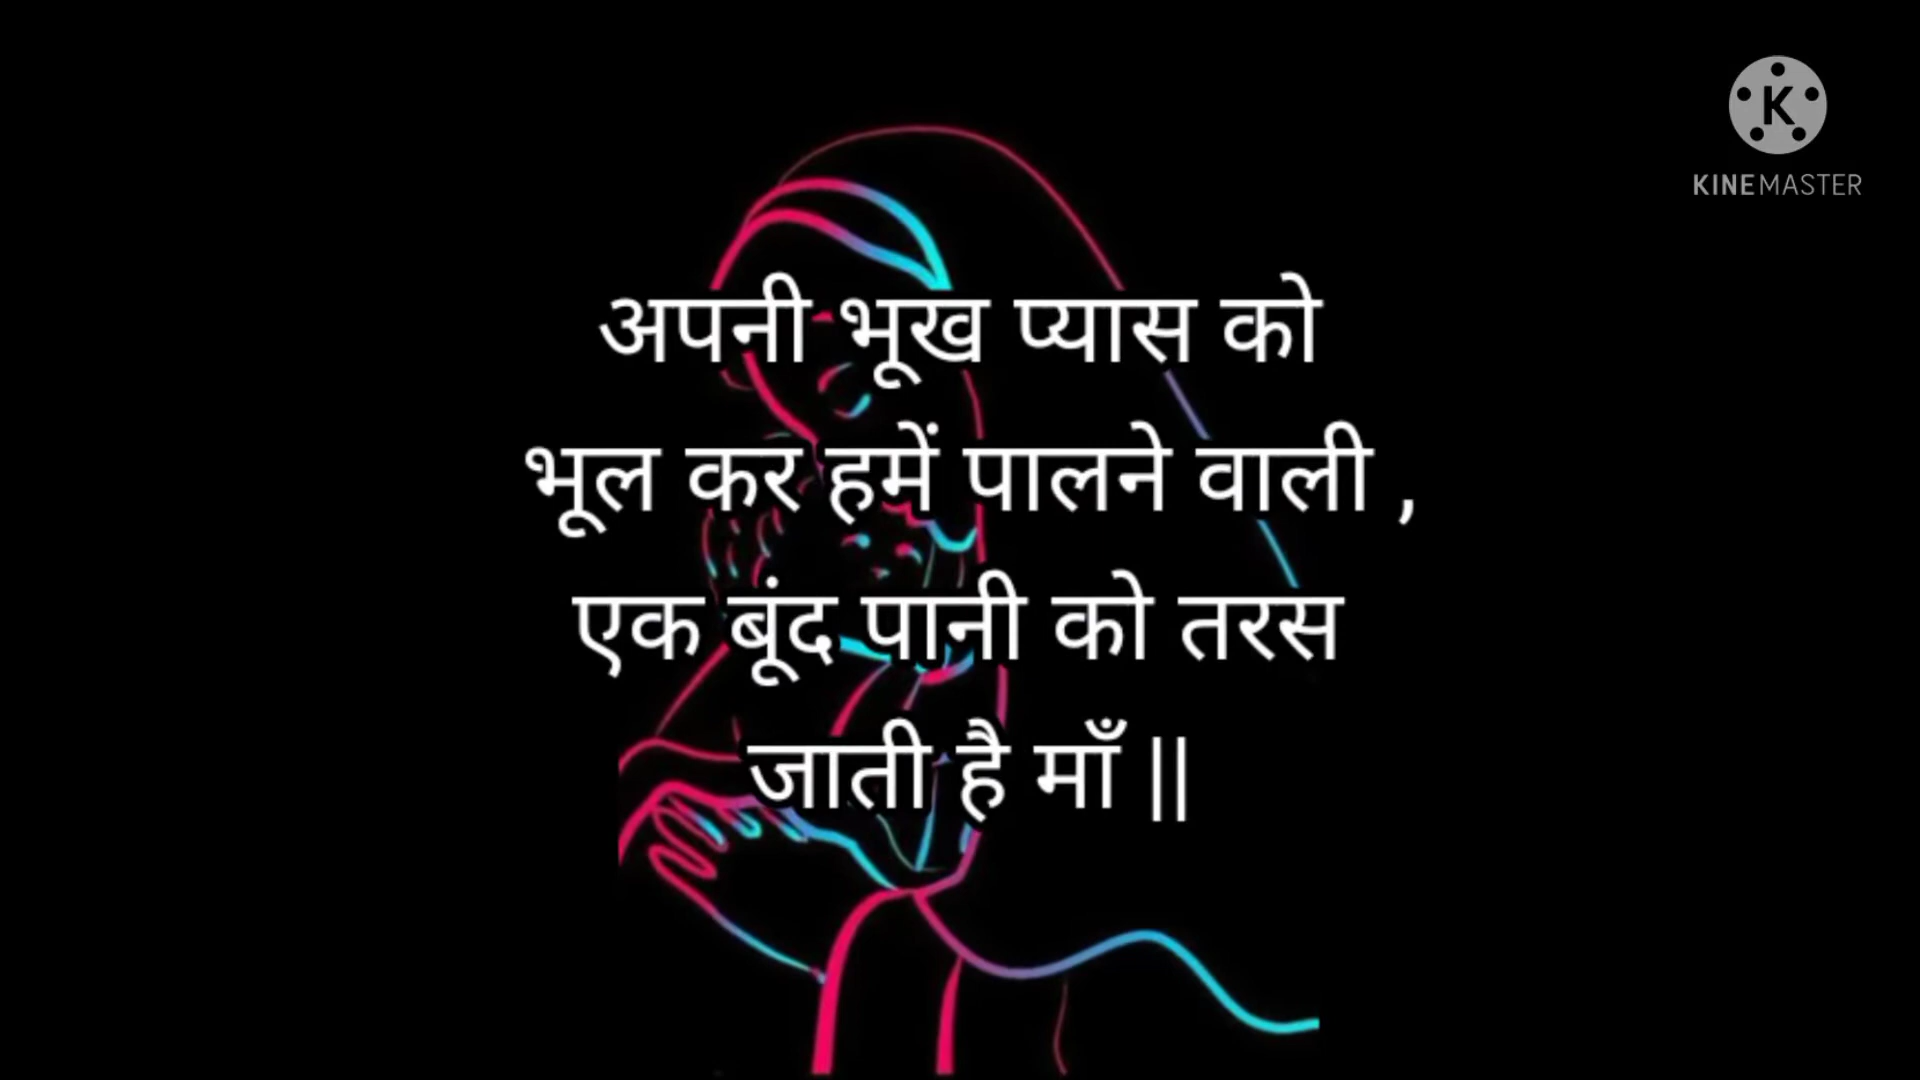 KINEMASTER
अपनी भूख प्यास को
भूल कर हमें पालने वाली ,
एक बूंद पानी को तरस
जाती है माँ ||